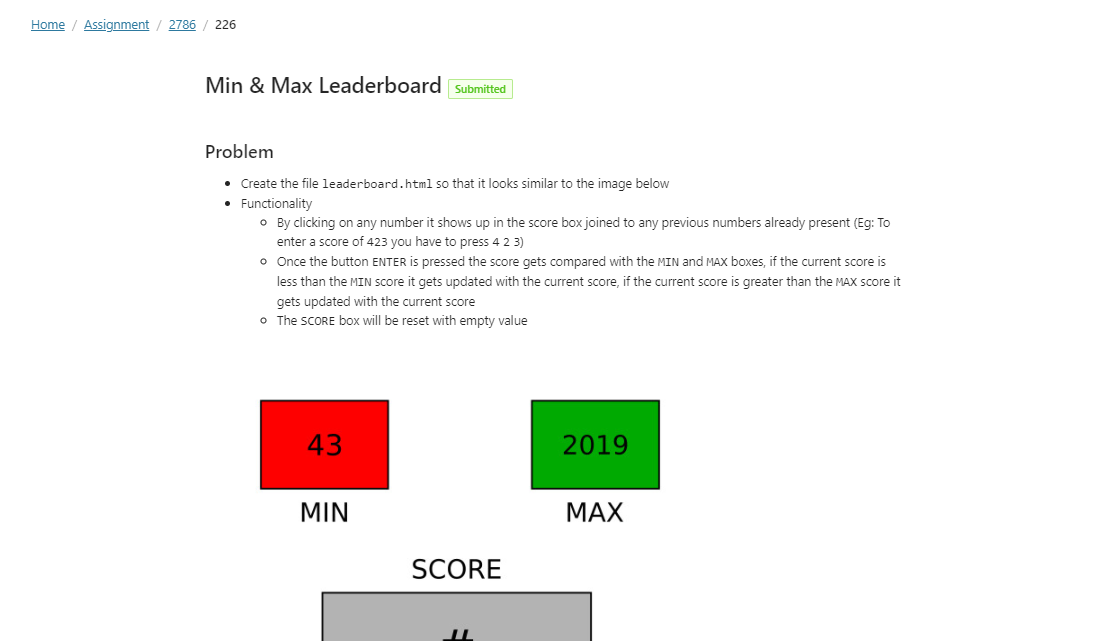 Home / Assignment / 2786 / 226
Min & Max Leaderboard Submitted
Problem
Create the file leaderboard.html so that it looks similar to the image below
Functionality
By clicking on any number it shows up in the score box joined to any previous numbers already present (Eg: To
enter a score of 423 you have to press 4 2 3)
Once the button ENTER is pressed the score gets compared with the MIN and MAX boxes, if the current score is
less than the MIN score it gets updated with the current score, if the current score is greater than the MAX score it
gets updated with the current score
The SCORE box will be reset with empty value
43 2019
MIN MAX
SCORE
#